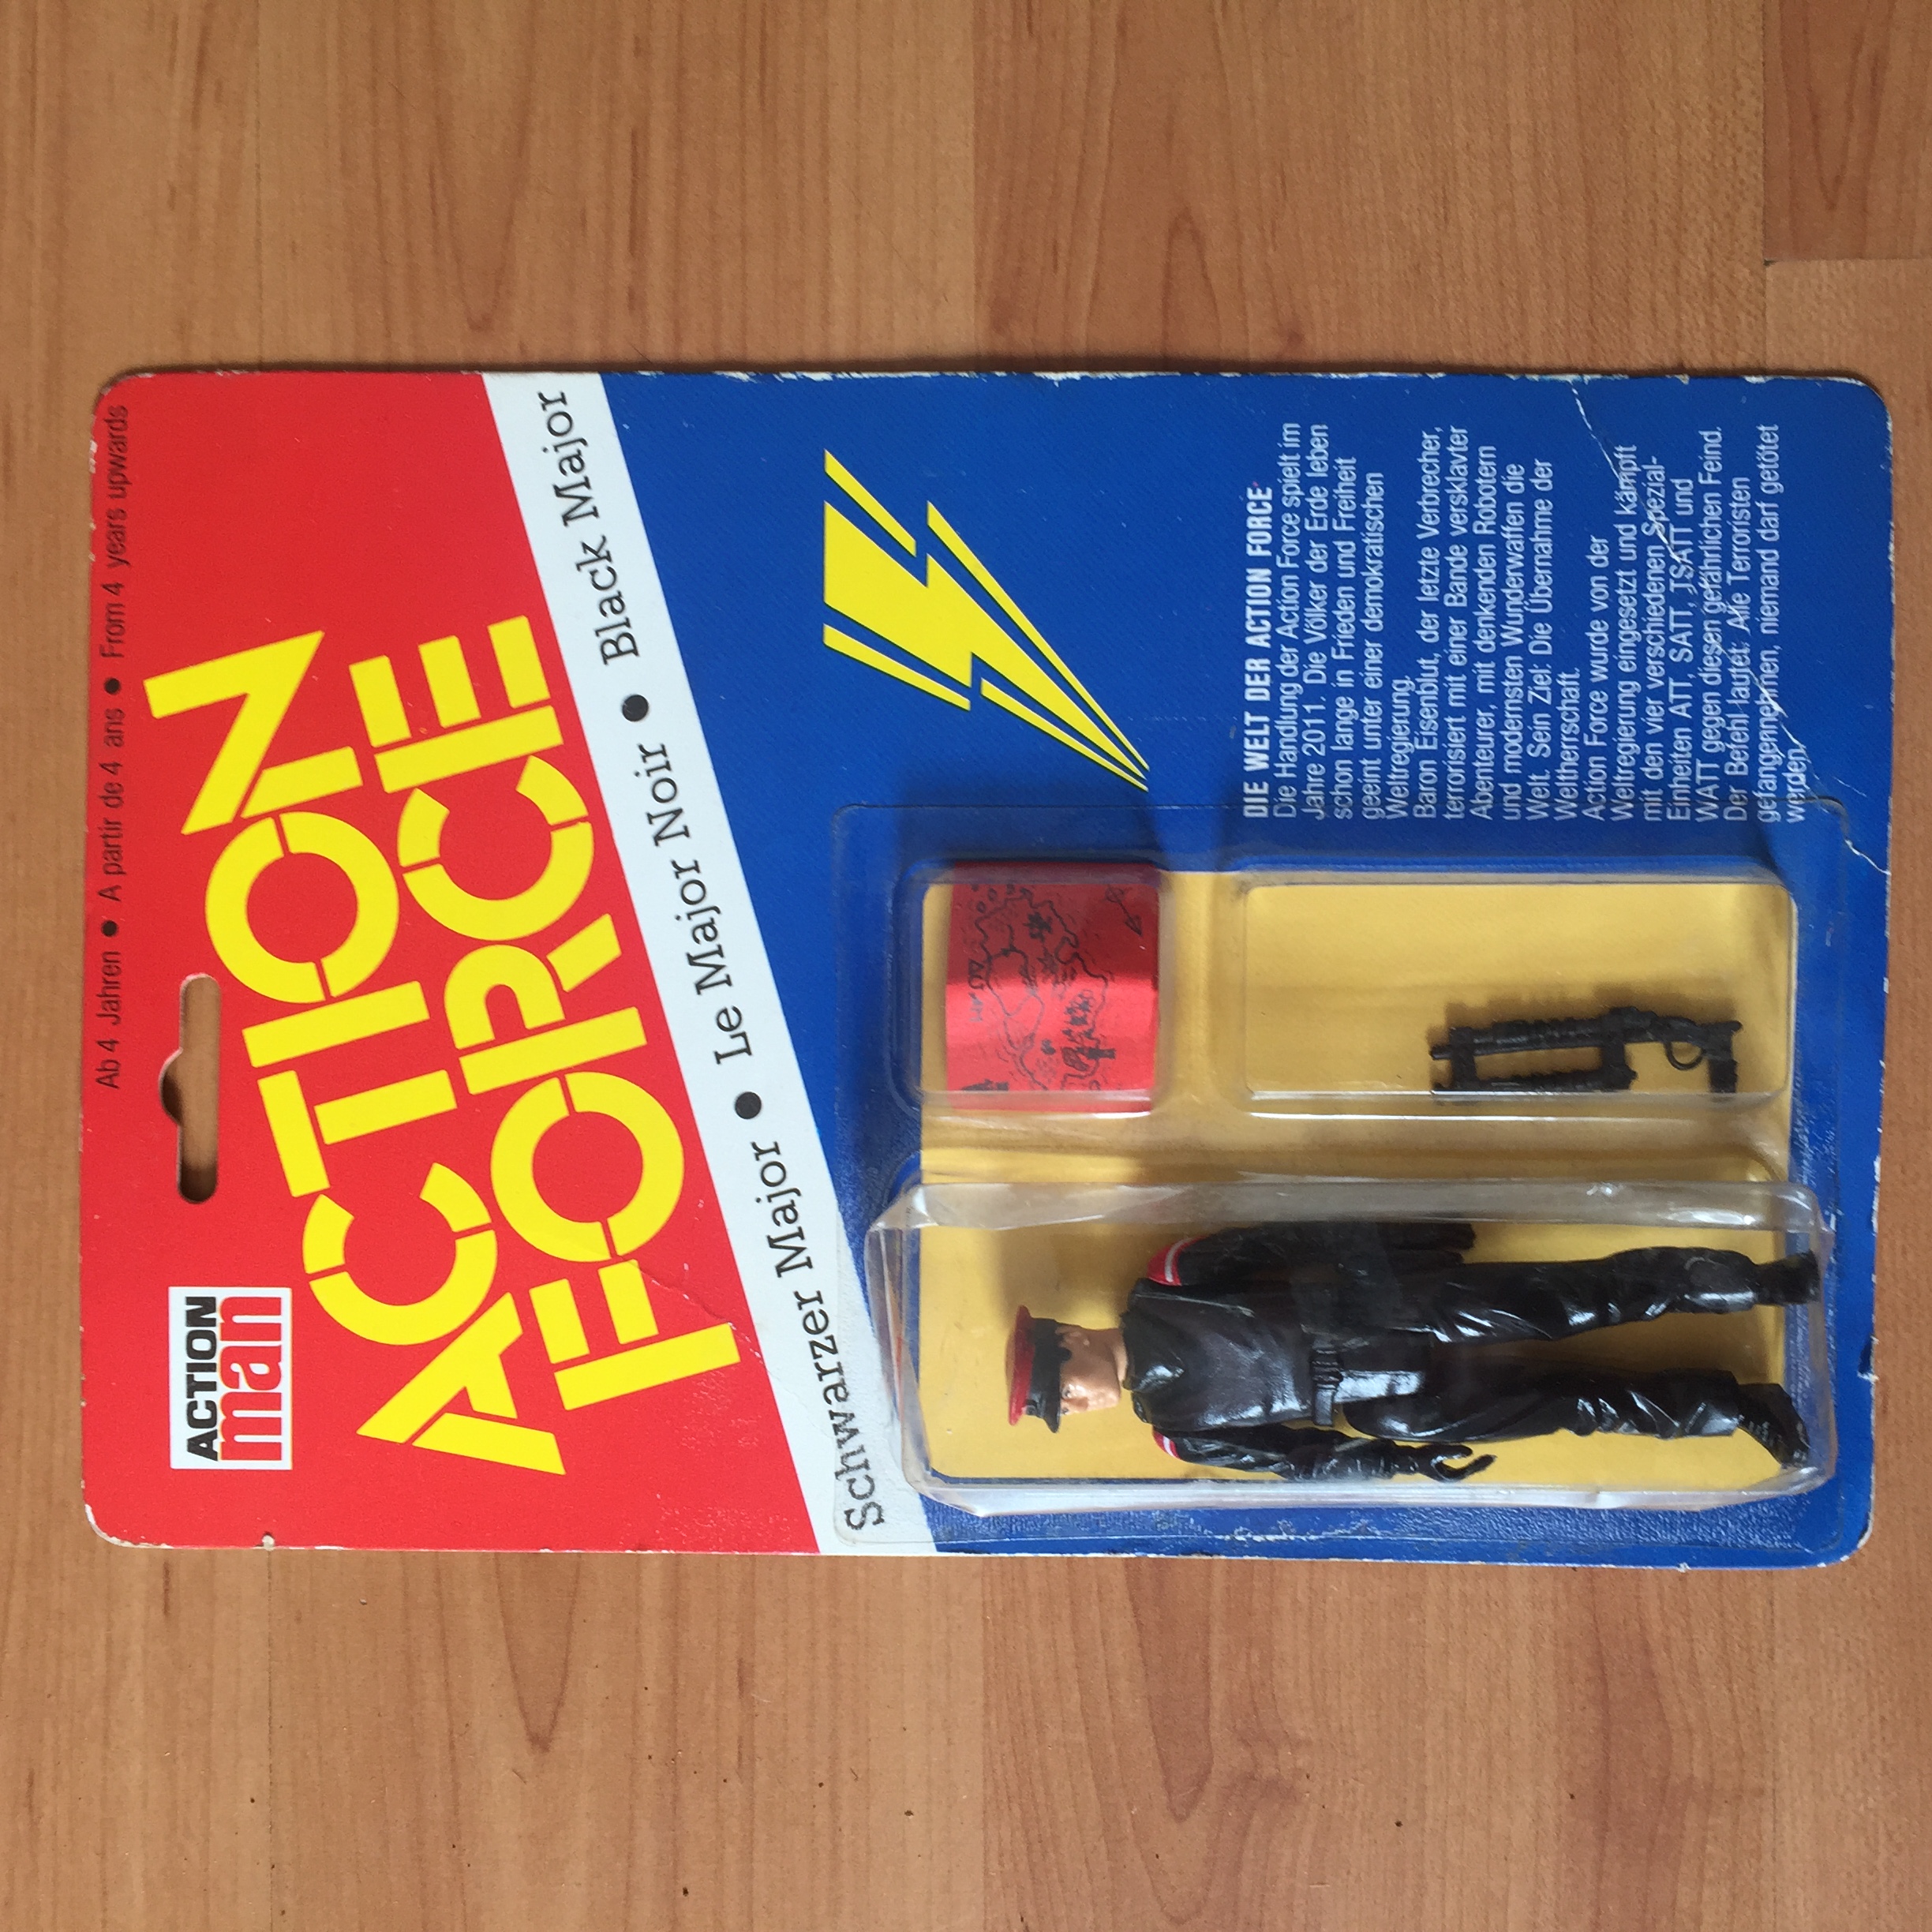 Ab 4 Jahren ● A partir de 4 ans ● From 4 years upwards
ACTION
man
ACTION
FORCE
Schwarzer Major ● Le Major Noir ● Black Major
DIE WELT DER ACTION FORCE
Die Handlung der Action Force spielt im
Jahre 2011. Die Völker der Erde leben
schon lange in Frieden und Freiheit
geeint unter einer demokratischen
Weltregierung.
Baron Eisenblut, der letzte Verbrecher,
terrorisiert mit einer Bande versklavter
Abenteurer, mit denkenden Robotern
und modernsten Wunderwaffen die
Welt. Sein Ziel: Die Übernahme der
Weltherrschaft.
Action Force wurde von der
Weltregierung eingesetzt und kämpft
mit den vier verschiedenen Spezial-
Einheiten ATT, SATT, TSATT und
WATT gegen diesen gefährlichen Feind.
Der Befehl lautet: Alle Terroristen
gefangennehmen, niemand darf getötet
werden.